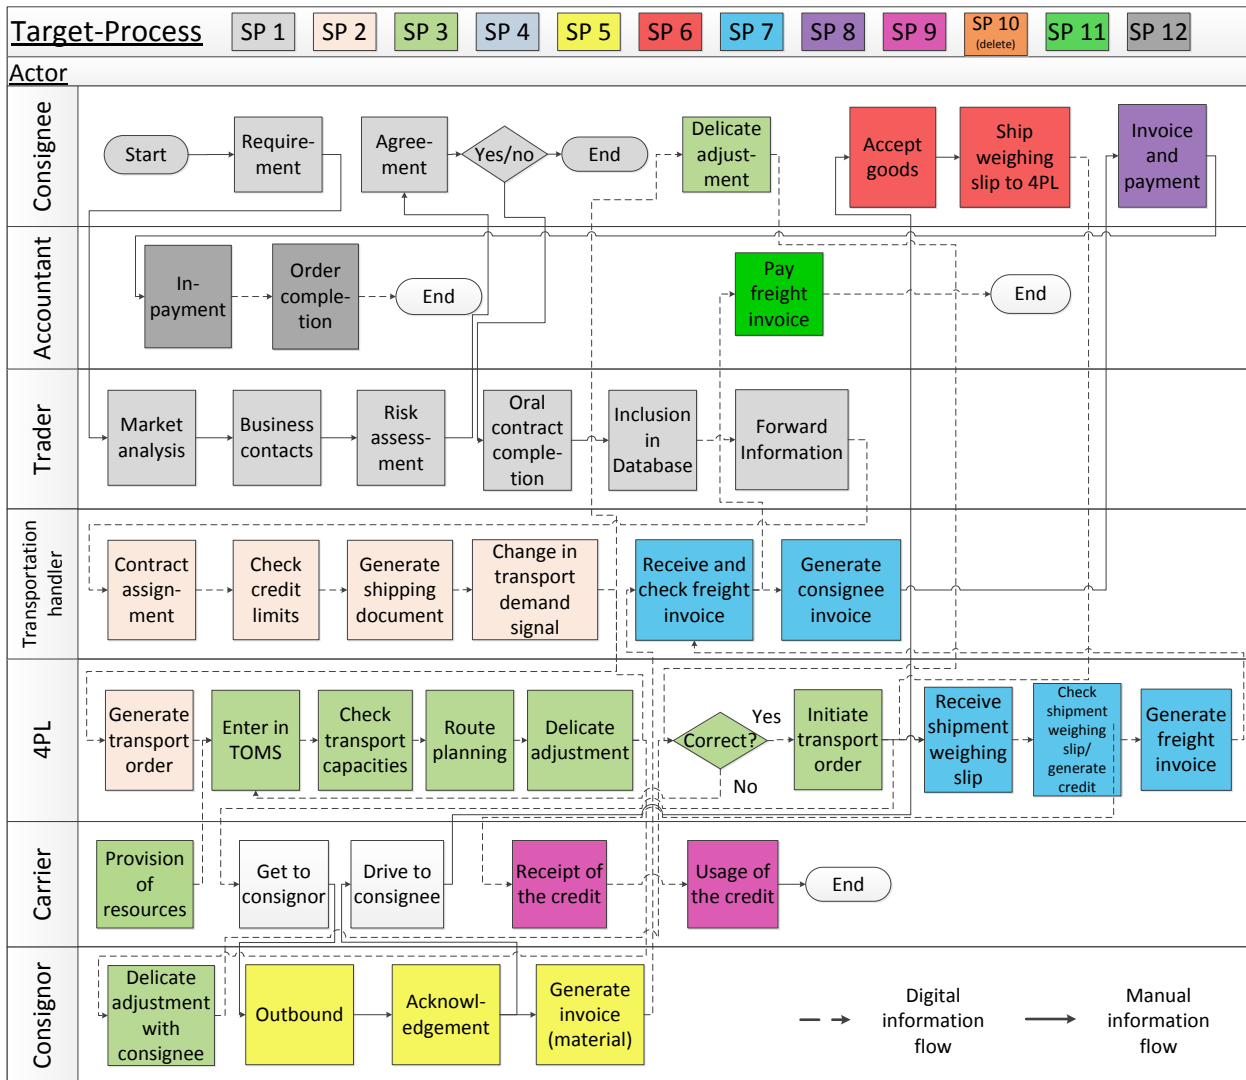 Target-Process
SP 1
SP 2
SP 3
SP 4
SP 5
SP 6
SP 7
SP 8
SP 9
SP 10
(delete)
SP 11
SP 12
Actor
Consignee
Start
Require-
ment
Agree-
ment
Yes/no
End
Delicate
adjust-
ment
Accept
goods
Ship
weighing
slip to 4PL
Invoice
and
payment
Accountant
In-
payment
Order
comple-
tion
End
Pay
freight
invoice
End
Trader
Market
analysis
Business
contacts
Risk
assess-
ment
Oral
contract
comple-
tion
Inclusion
in
Database
Forward
Information
Transportation
handler
Contract
assign-
ment
Check
credit
limits
Generate
shipping
document
Change in
transport
demand
signal
Receive and
check freight
invoice
Generate
consignee
invoice
4PL
Generate
transport
order
Enter in
TOMS
Check
transport
capacities
Route
planning
Delicate
adjustment
Correct?
Yes
No
Initiate
transport
order
Receive
shipment
weighing
slip
Check
shipment
weighing
slip/
generate
credit
Generate
freight
invoice
Carrier
Provision
of
resources
Get to
consignor
Drive to
consignee
Receipt of
the credit
Usage of
the credit
End
Consignor
Delicate
adjustment
with
consignee
Outbound
Acknowl-
edgement
Generate
invoice
(material)
Digital
information
flow
Manual
information
flow